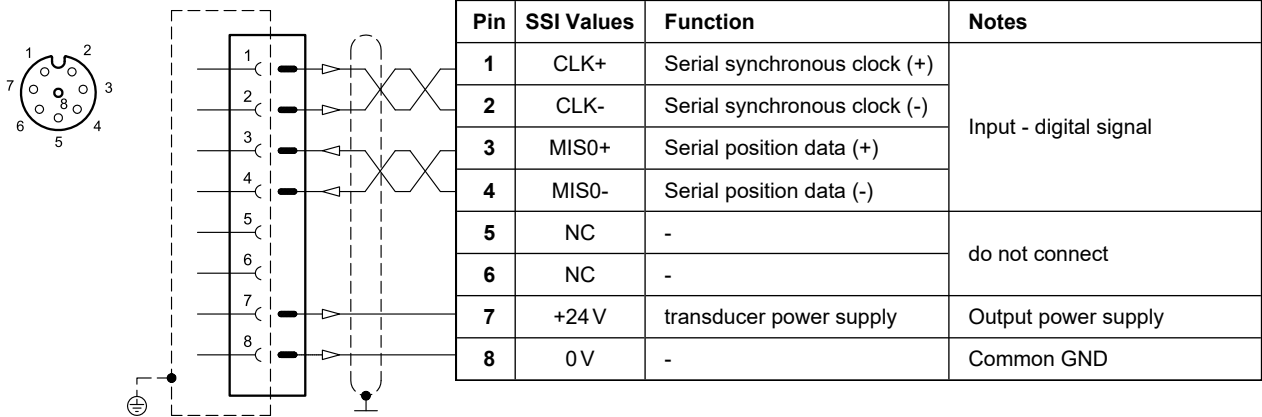 1 2
7 3
8
6 4
5
1
2
3
4
5
6
7
8
Pin SSI Values Function Notes
1 CLK+ Serial synchronous clock (+)
2 CLK- Serial synchronous clock (-)
Input - digital signal
3 MIS0+ Serial position data (+)
4 MIS0- Serial position data (-)
5 NC -
do not connect
6 NC -
7 +24 V transducer power supply Output power supply
8 0 V - Common GND